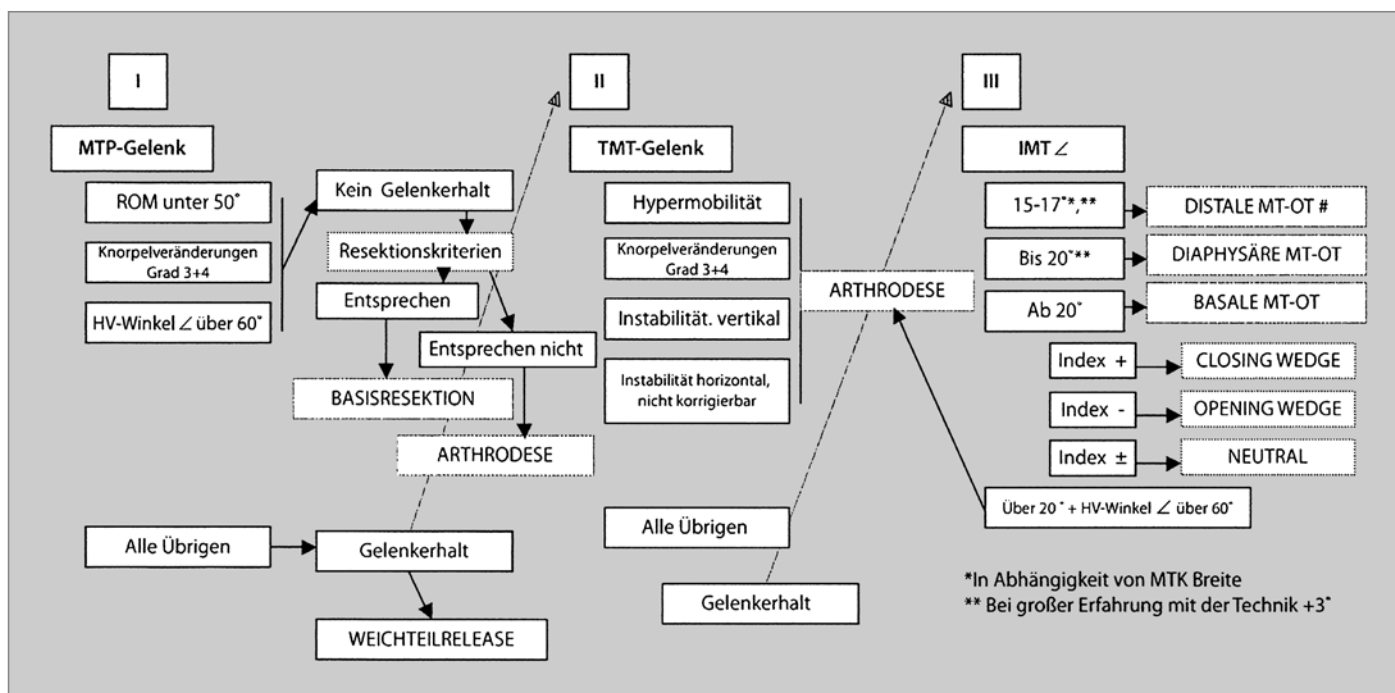 I
MTP-Gelenk
ROM unter 50°
Knorpelveränderungen
Grad 3+4
HV-Winkel ∠ über 60°
Kein Gelenkerhalt
Resektionskriterien
Entsprechen
Entsprechen nicht
BASISRESEKTION
ARTHRODESE
Alle Übrigen
Gelenkerhalt
WEICHTEILRELEASE
II
TMT-Gelenk
Hypermobilität
Knorpelveränderungen
Grad 3+4
Instabilität. vertikal
Instabilität horizontal,
nicht korrigierbar
ARTHRODESE
Alle Übrigen
Gelenkerhalt
III
IMT ∠
15-17°*,**
DISTALE MT-OT #
Bis 20°**
DIAPHYSÄRE MT-OT
Ab 20°
BASALE MT-OT
Index +
CLOSING WEDGE
Index -
OPENING WEDGE
Index ±
NEUTRAL
Über 20° + HV-Winkel ∠ über 60°
*In Abhängigkeit von MTK Breite
** Bei großer Erfahrung mit der Technik +3°